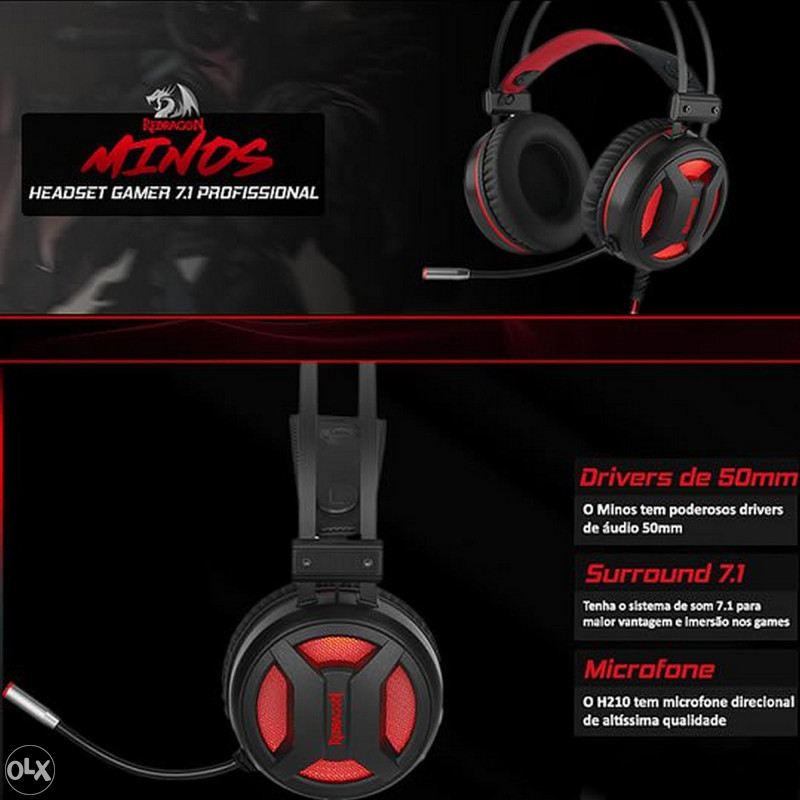 REDRAGON
MINOS
HEADSET GAMER 7.1 PROFISSIONAL
Drivers de 50mm
O Minos tem poderosos drivers
de áudio 50mm
Surround 7.1
Tenha o sistema de som 7.1 para
maior vantagem e imersão nos games
Microfone
O H210 tem microfone direcional
de altíssima qualidade
L
REDRAGON
OLX